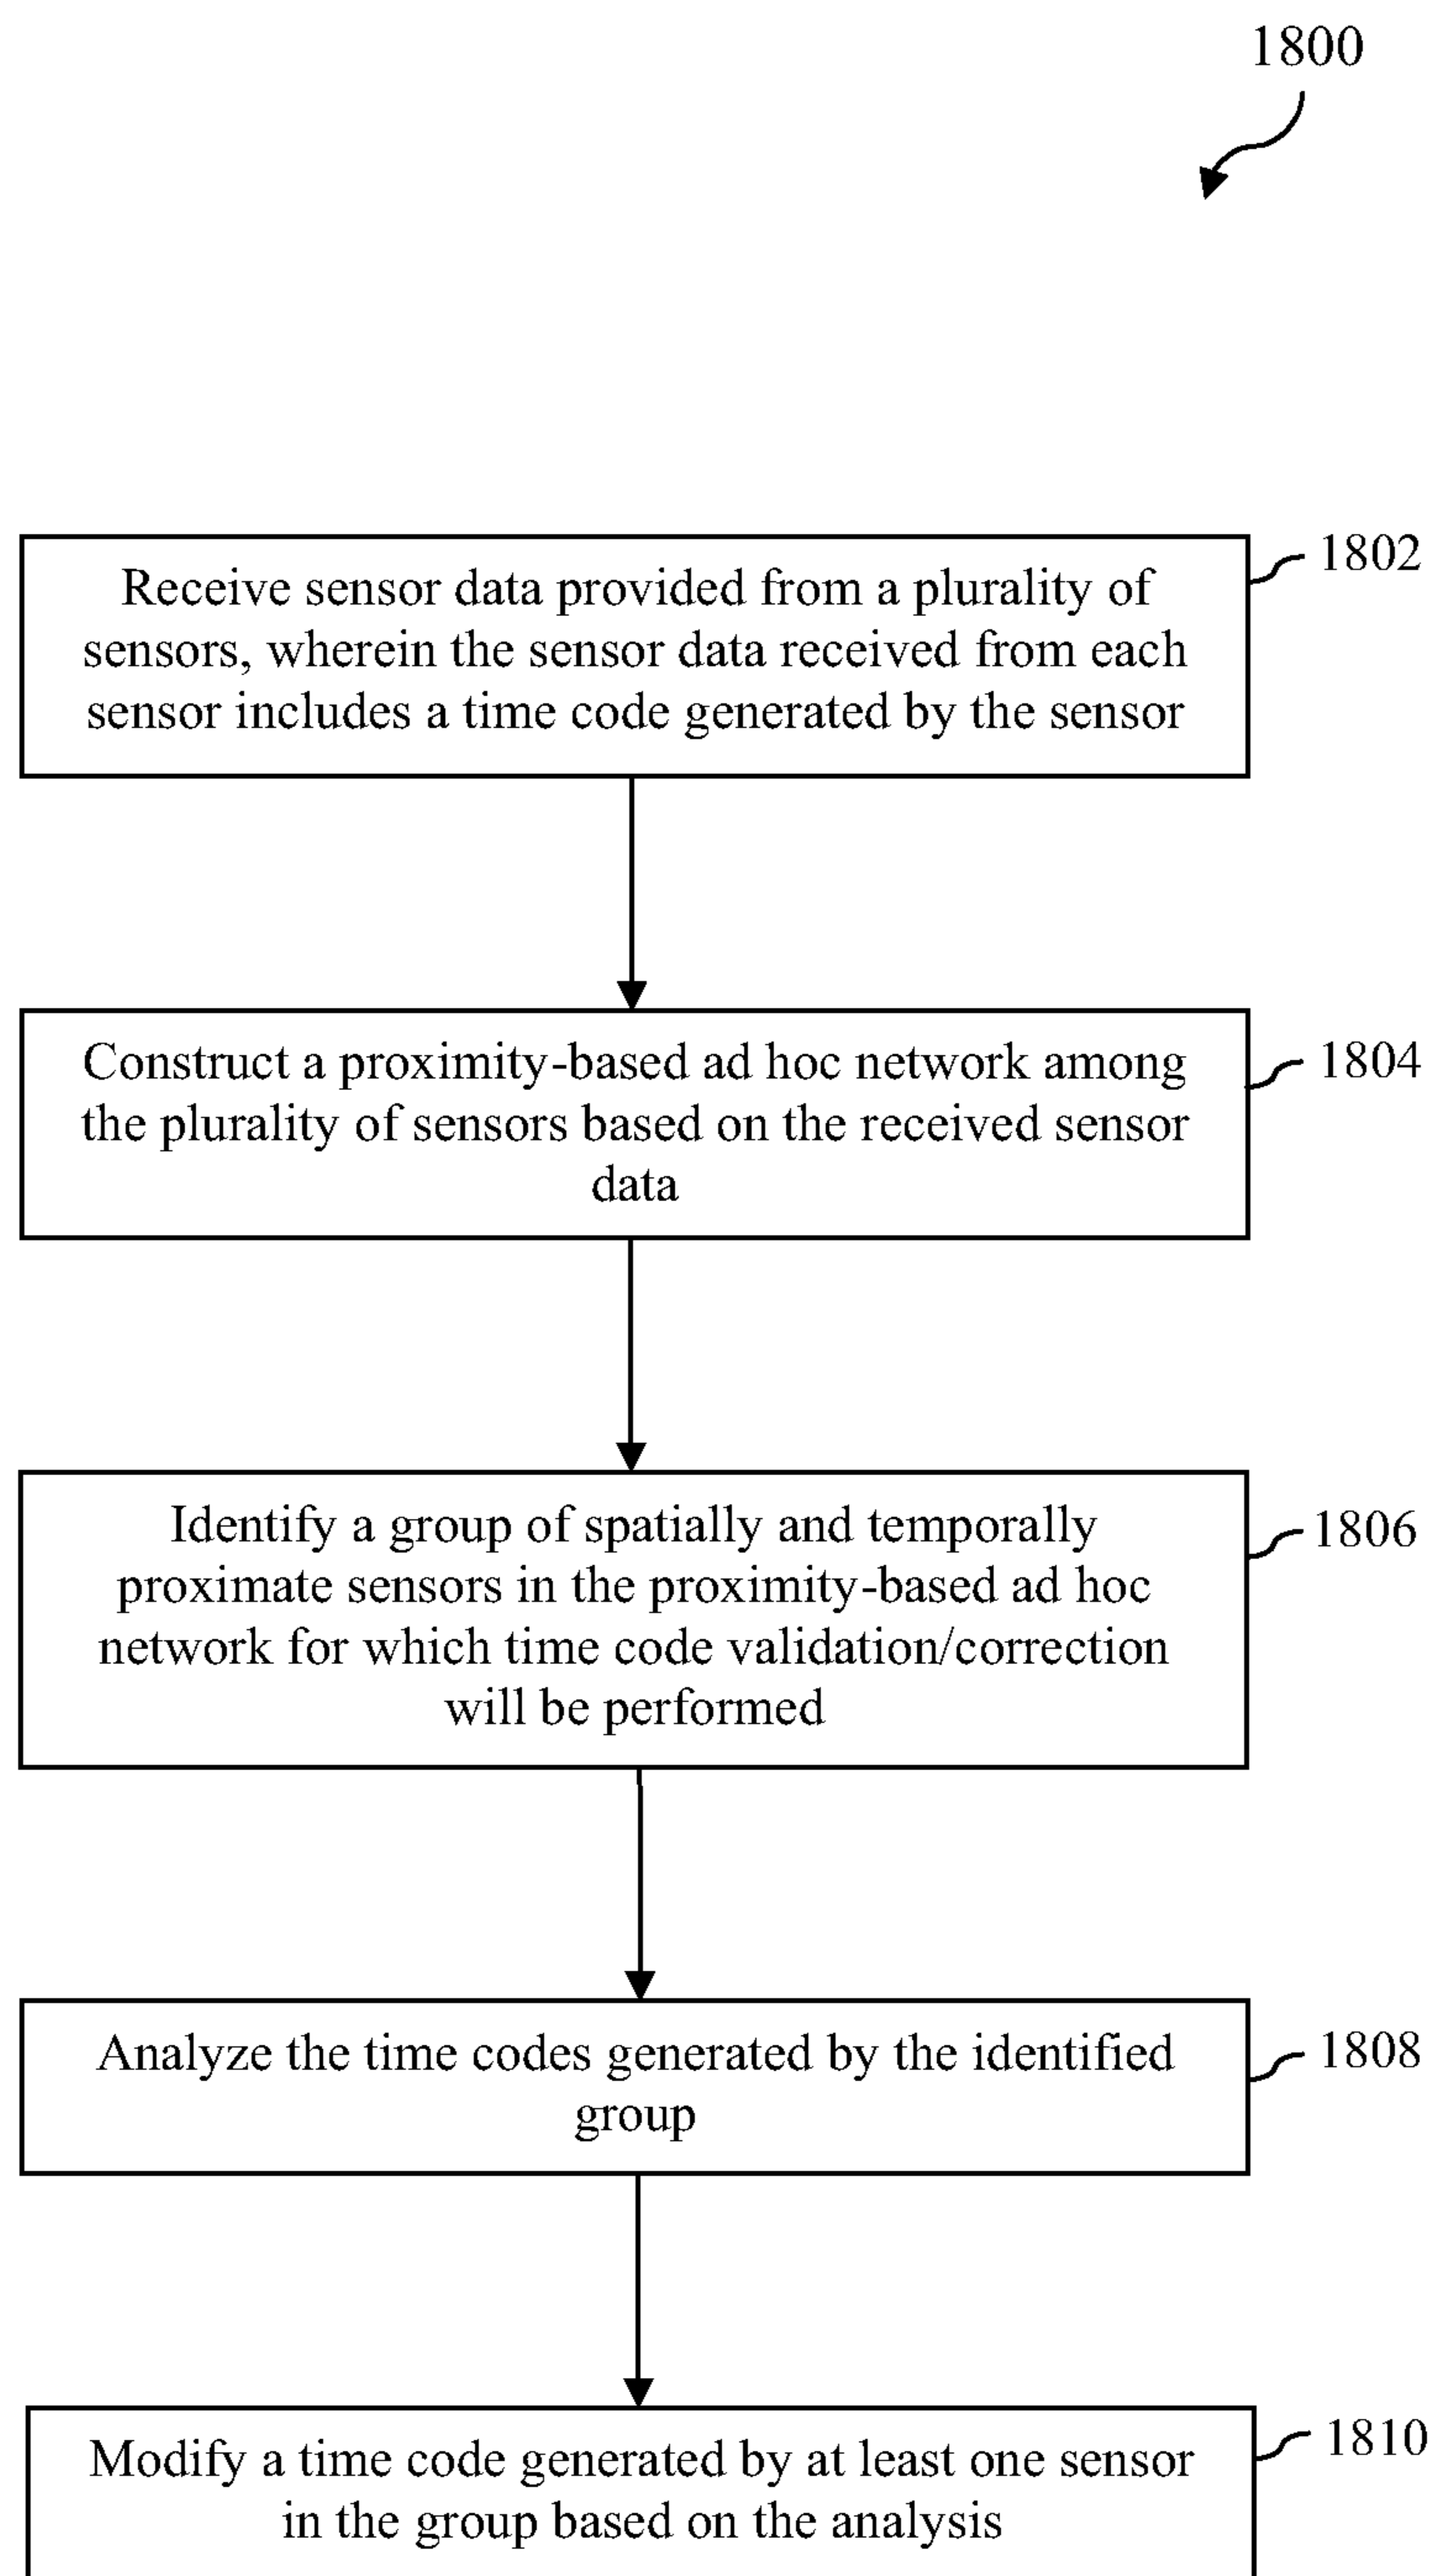 1800
Receive sensor data provided from a plurality of
sensors, wherein the sensor data received from each
sensor includes a time code generated by the sensor
1802
Construct a proximity-based ad hoc network among
the plurality of sensors based on the received sensor
data
1804
Identify a group of spatially and temporally
proximate sensors in the proximity-based ad hoc
network for which time code validation/correction
will be performed
1806
Analyze the time codes generated by the identified
group
1808
Modify a time code generated by at least one sensor
in the group based on the analysis
1810